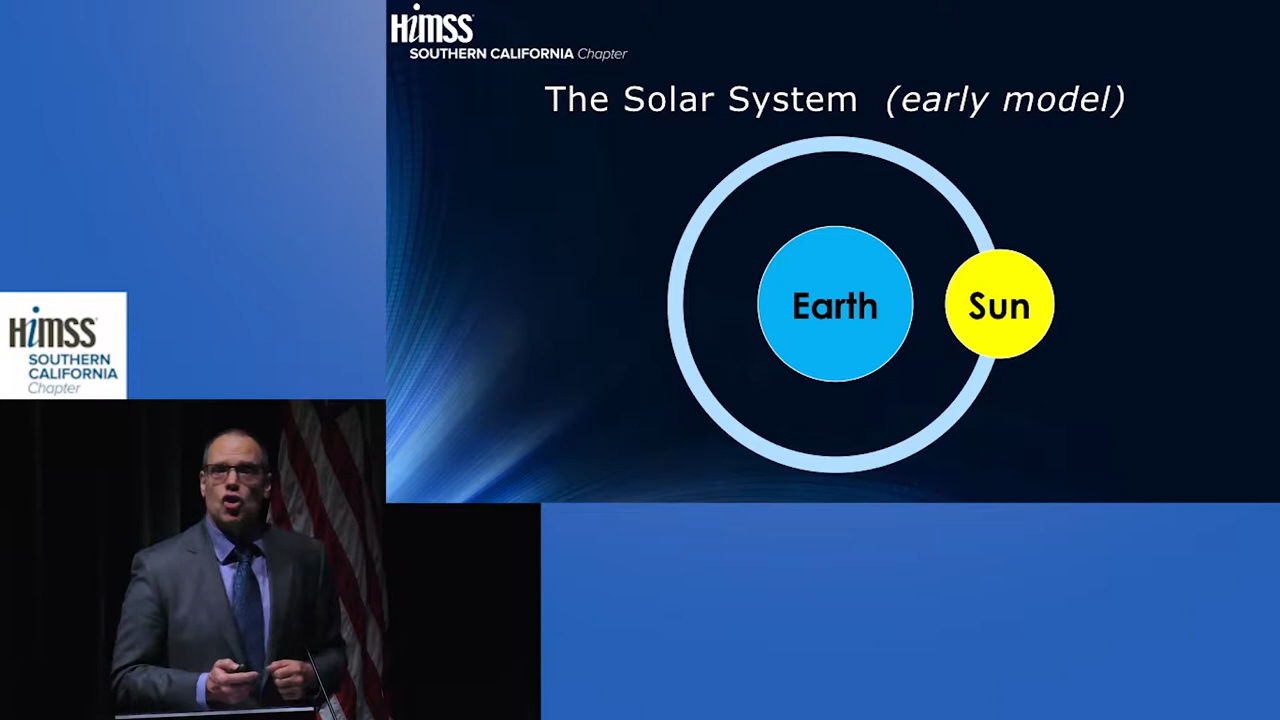 HiMSS
SOUTHERN CALIFORNIA Chapter
The Solar System (early model)
Earth
Sun
HiMSS
SOUTHERN
CALIFORNIA
Chapter